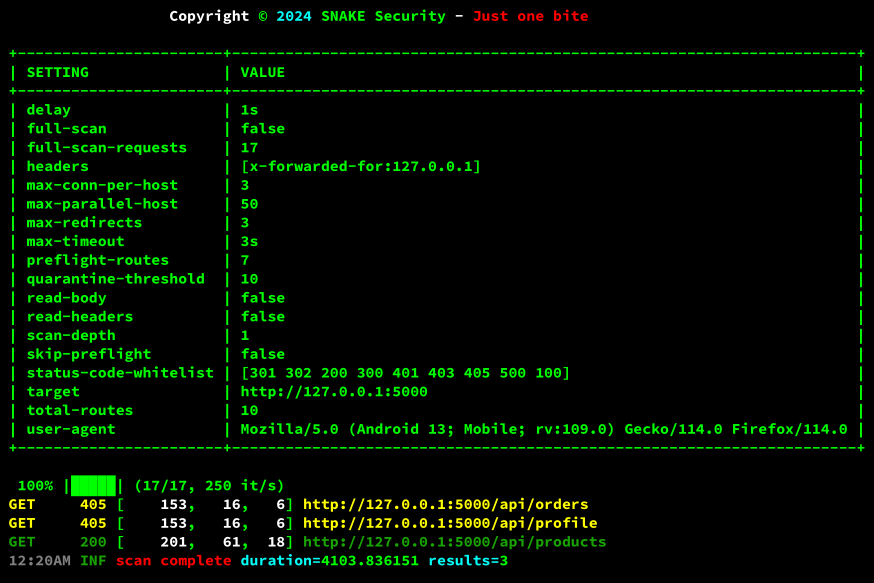 Copyright © 2024 SNAKE Security - Just one bite
SETTING | VALUE
delay | 1s
full-scan | false
full-scan-requests | 17
headers | [x-forwarded-for:127.0.0.1]
max-conn-per-host | 3
max-parallel-host | 50
max-redirects | 3
max-timeout | 3s
preflight-routes | 7
quarantine-threshold | 10
read-body | false
read-headers | false
scan-depth | 1
skip-preflight | false
status-code-whitelist | [301 302 200 300 401 403 405 500 100]
target | http://127.0.0.1:5000
total-routes | 10
user-agent | Mozilla/5.0 (Android 13; Mobile; rv:109.0) Gecko/114.0 Firefox/114.0
100% |█████| (17/17, 250 it/s)
GET 405 [ 153, 16, 6] http://127.0.0.1:5000/api/orders
GET 405 [ 153, 16, 6] http://127.0.0.1:5000/api/profile
GET 200 [ 201, 61, 18] http://127.0.0.1:5000/api/products
12:20AM INF scan complete duration=4103.836151 results=3